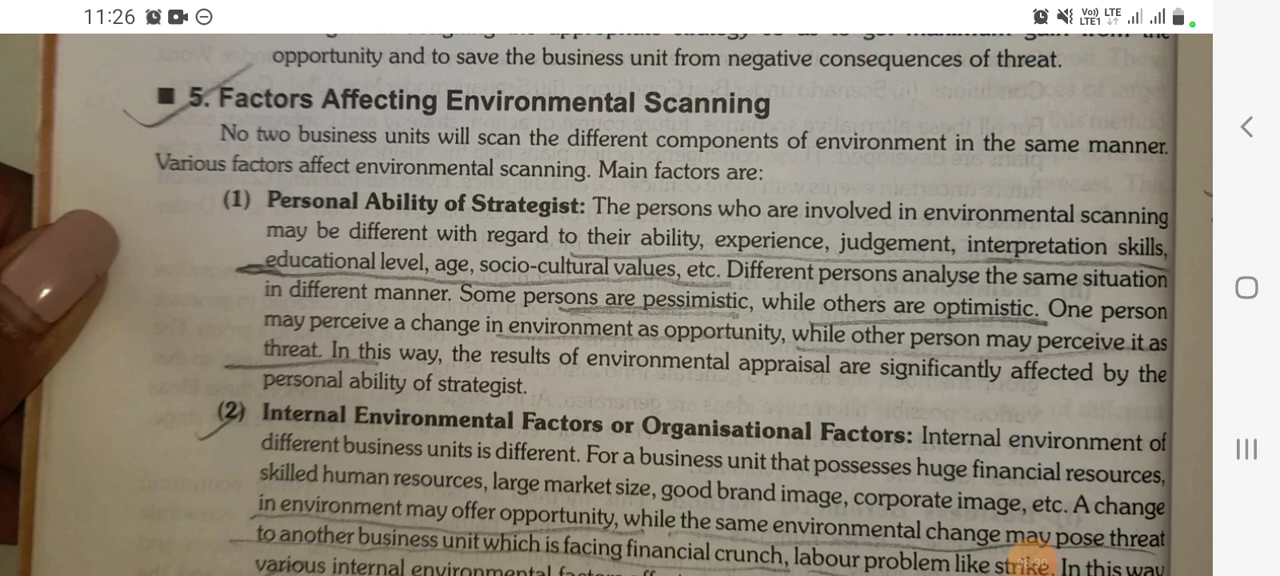 11:26
Vo)) LTE
LTE1
opportunity and to save the business unit from negative consequences of threat.
5. Factors Affecting Environmental Scanning
No two business units will scan the different components of environment in the same manner.
Various factors affect environmental scanning. Main factors are:
(1) Personal Ability of Strategist: The persons who are involved in environmental scanning
may be different with regard to their ability, experience, judgement, interpretation skills,
educational level, age, socio-cultural values, etc. Different persons analyse the same situation
in different manner. Some persons are pessimistic, while others are optimistic. One person
may perceive a change in environment as opportunity, while other person may perceive it as
threat. In this way, the results of environmental appraisal are significantly affected by the
personal ability of strategist.
(2) Internal Environmental Factors or Organisational Factors: Internal environment of
different business units is different. For a business unit that possesses huge financial resources,
skilled human resources, large market size, good brand image, corporate image, etc. A change
in environment may offer opportunity, while the same environmental change may pose threat
to another business unit which is facing financial crunch, labour problem like strike. In this way
various internal environmental